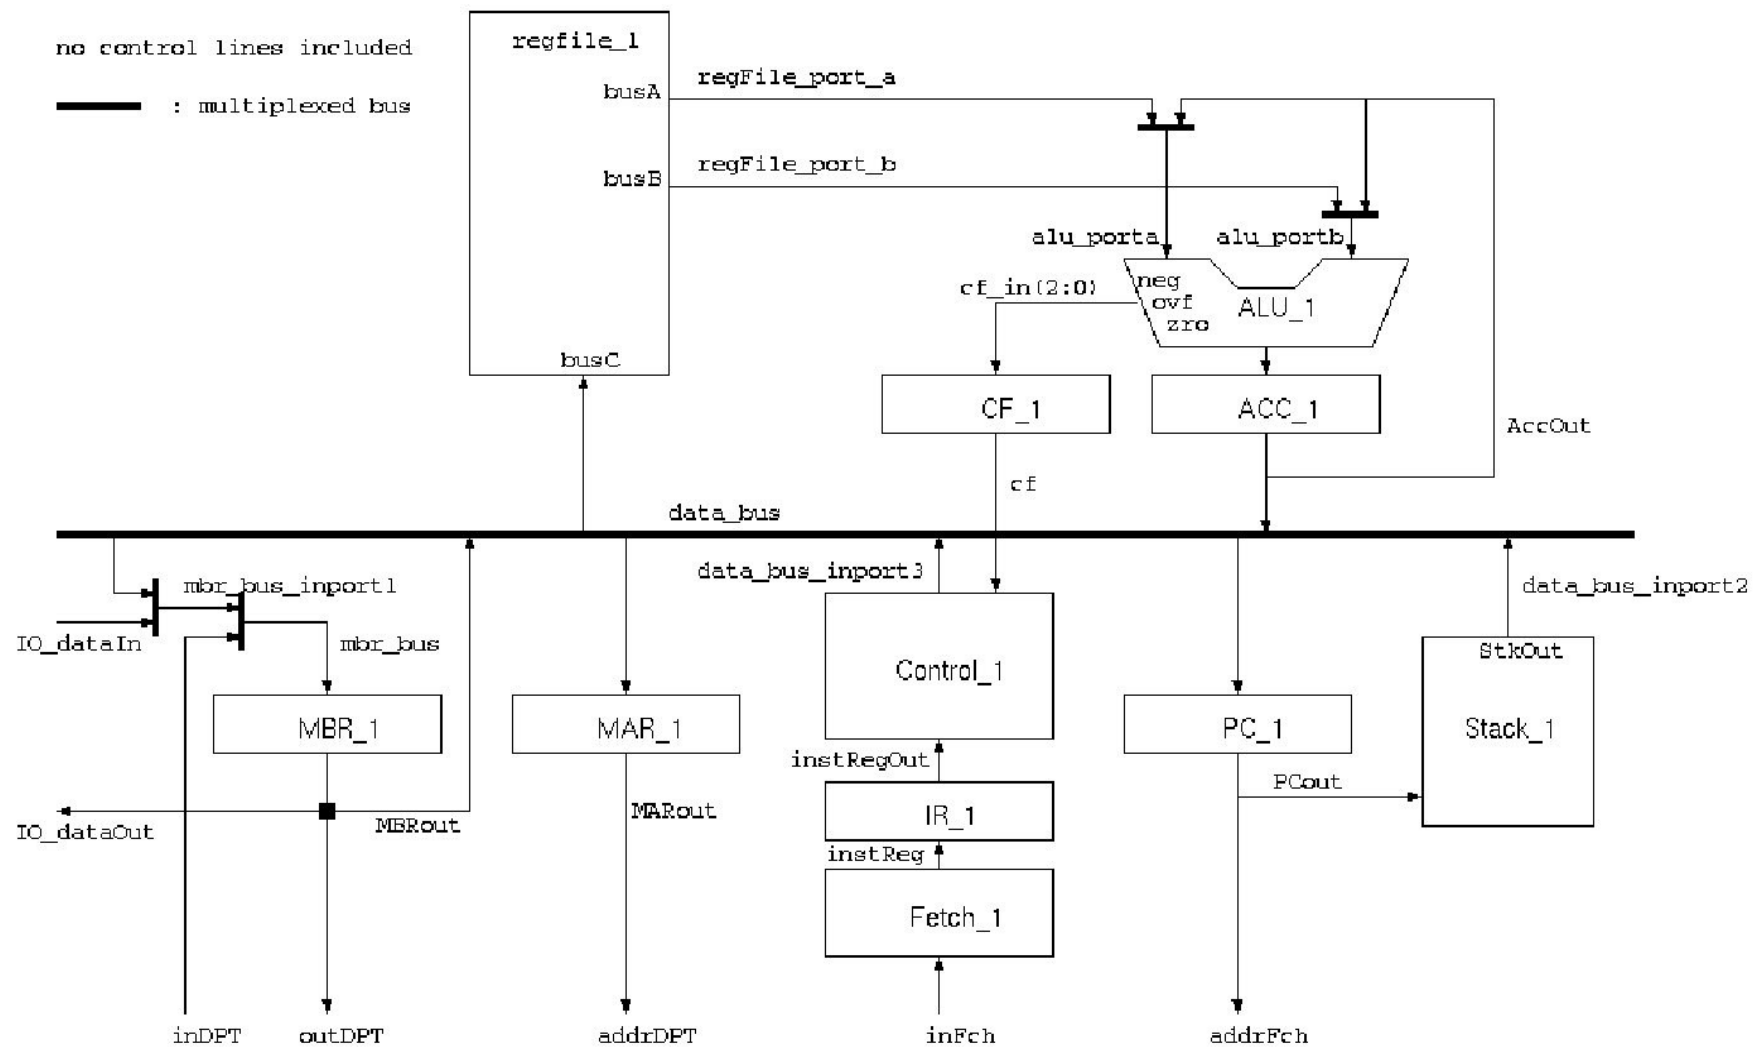 no control lines included
: multiplexed bus
regfile_1
busA
regFile_port_a
busB
regFile_port_b
alu_porta
alu_portb
cf_in(2:0)
neg
ovf
zro
ALU_1
busC
CF_1
ACC_1
AccOut
cf
data_bus
mbr_bus_inport1
data_bus_inport3
data_bus_inport2
IO_dataIn
mbr_bus
StkOut
Control_1
MBR_1
MAR_1
PC_1
Stack_1
instRegOut
PCout
IO_dataOut
MBRout
MARout
IR_1
instReg
Fetch_1
inDPT
outDPT
addrDPT
inFch
addrFch